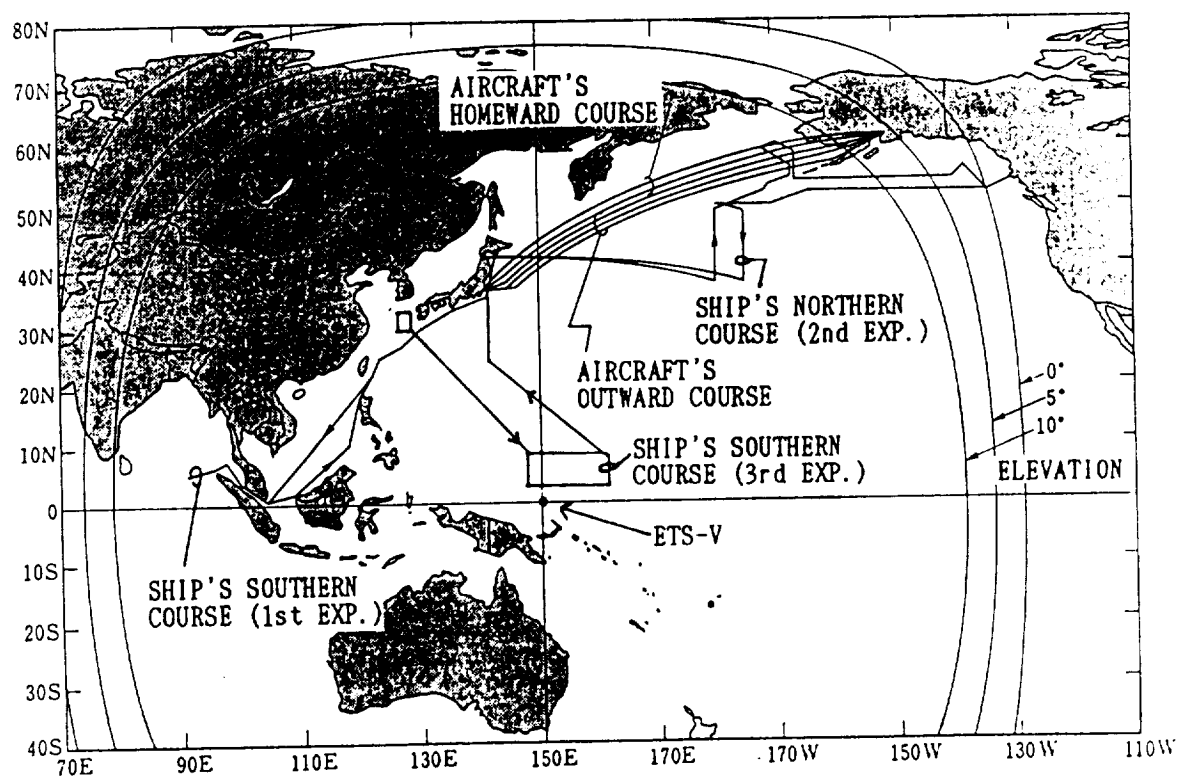 80N
70N
60N
50N
40N
30N
20N
10N
0
10S
20S
30S
40S
AIRCRAFT'S
HOMEWARD COURSE
SHIP'S NORTHERN
COURSE (2nd EXP.)
AIRCRAFT'S
OUTWARD COURSE
0°
5°
10°
ELEVATION
SHIP'S SOUTHERN
COURSE (3rd EXP.)
ETS-V
SHIP'S SOUTHERN
COURSE (1st EXP.)
70E 90E 110E 130E 150E 170E 170W 150W 130W 110W